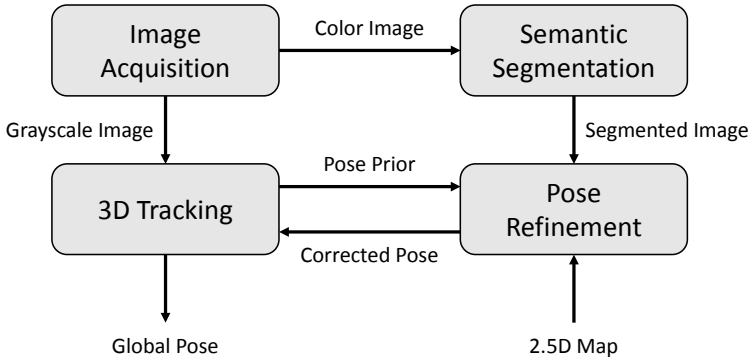 Image
Acquisition
Color Image
Semantic
Segmentation
Grayscale Image
Segmented Image
3D Tracking
Pose Prior
Pose
Refinement
Corrected Pose
Global Pose
2.5D Map